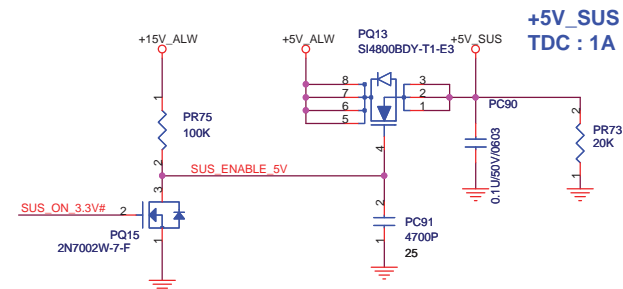 +5V_SUS
TDC : 1A
+15V_ALW
+5V_ALW
PQ13
SI4800BDY-T1-E3
+5V_SUS
8
7
6
5
3
2
1
4
1
PR75
100K
2
PC90
0.1U/50V/0603
2
PR73
20K
1
SUS_ENABLE_5V
3
SUS_ON_3.3V#
2
PQ15
2N7002W-7-F
1
2
PC91
4700P
1
25